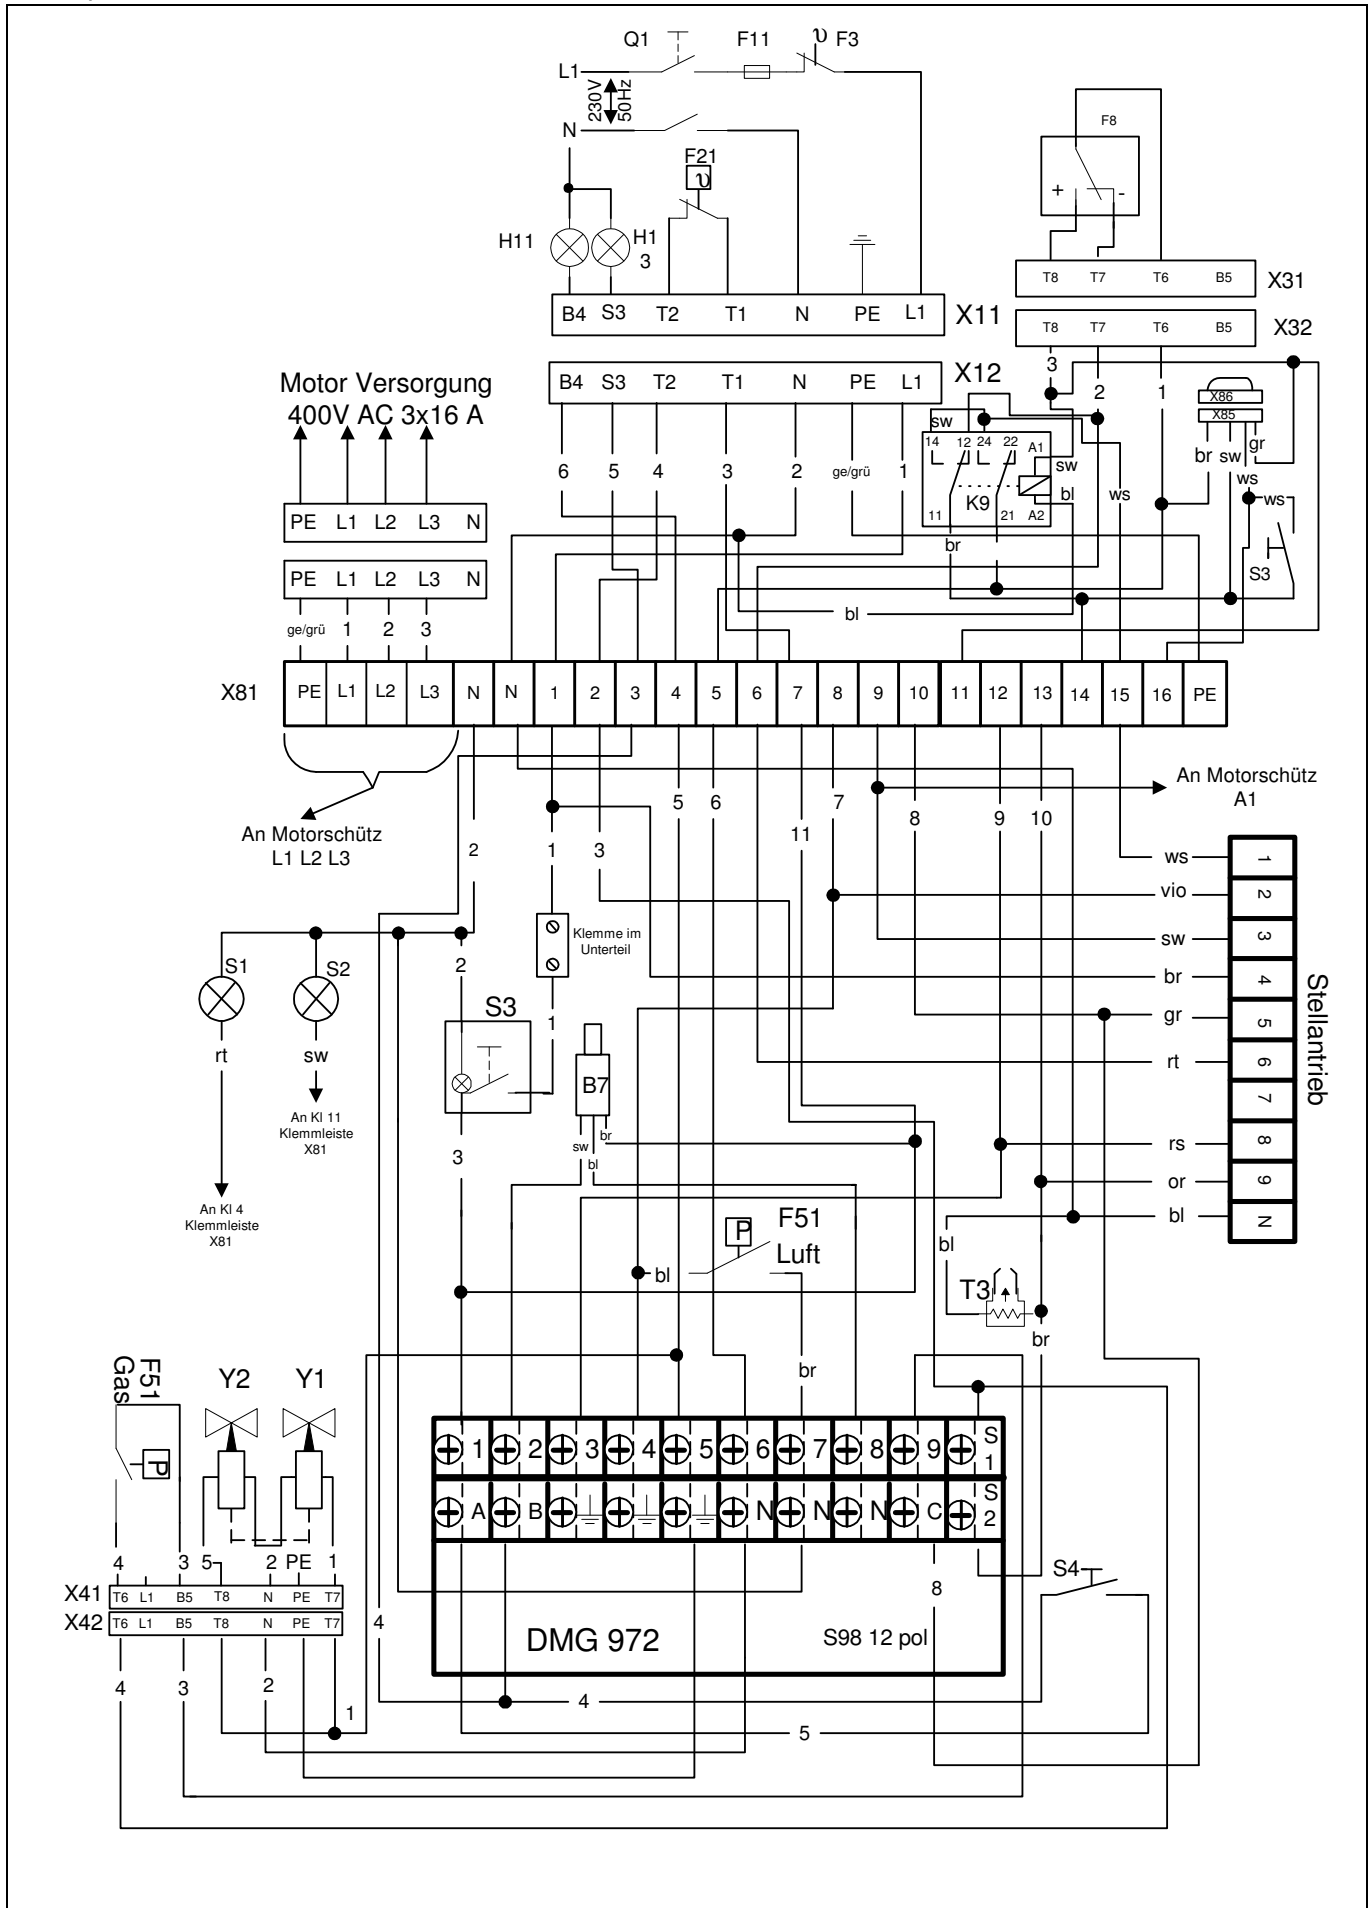 Q1 F11 υ F3
L1
230V
50Hz
N
F21
υ
F8
+ -
H11 H1
3
T8 T7 T6 B5 X31
B4 S3 T2 T1 N PE L1 X11
T8 T7 T6 B5 X32
3 2 1
X86
X85
br sw ws gr
ws
S3
Motor Versorgung
400V AC 3x16 A
B4 S3 T2 T1 N PE L1 X12
sw
14 12 24 22 A1
sw
K9 bl
11 21 A2
br
ws
6 5 4 3 2 ge/grü 1
PE L1 L2 L3 N
PE L1 L2 L3 N
ge/grü 1 2 3
bl
X81 PE L1 L2 L3 N N 1 2 3 4 5 6 7 8 9 10 11 12 13 14 15 16 PE
An Motorschütz
A1
An Motorschütz
L1 L2 L3
2 1 3 5 6 11 7 8 9 10
ws 1
vio 2
sw 3
br 4
gr 5
rt 6
7
rs 8
or 9
bl N
Stellantrieb
Klemme im
Unterteil
S1 S2 2
S3 1
rt sw
B7
sw bl br
An Kl 11
Klemmleiste
X81
3
An Kl 4
Klemmleiste
X81
P F51
Luft
bl
bl
T3
br
br
F51
Gas
Y2 Y1
P
1 2 3 4 5 6 7 8 9 S
1
A B N N N C S
2
4 3 5 2 PE 1
X41 T6 L1 B5 T8 N PE T7
X42 T6 L1 B5 T8 N PE T7
4
8
S4
DMG 972 S98 12 pol
4 3 2 1
4
5